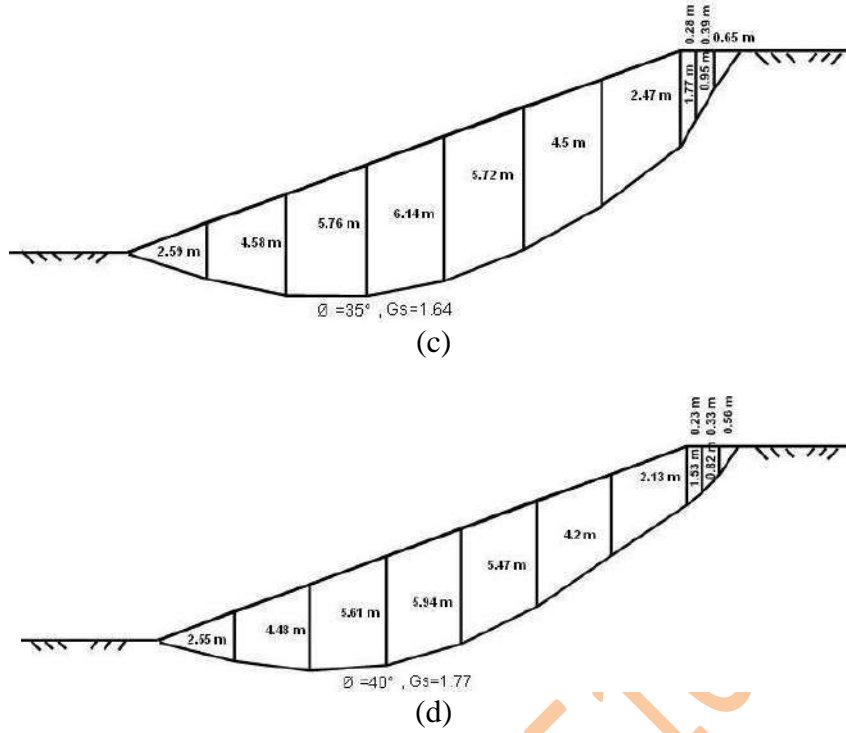 0.28 m
0.39 m
0.65 m
2.59 m
4.58 m
5.76 m
6.14 m
5.72 m
4.5 m
2.47 m
1.77 m
0.95 m
Ø =35° , Gs=1.64
(c)
0.23 m
0.33 m
0.56 m
2.55 m
4.48 m
5.61 m
5.94 m
5.47 m
4.2 m
2.13 m
1.53 m
0.82 m
Ø =40° , Gs=1.77
(d)